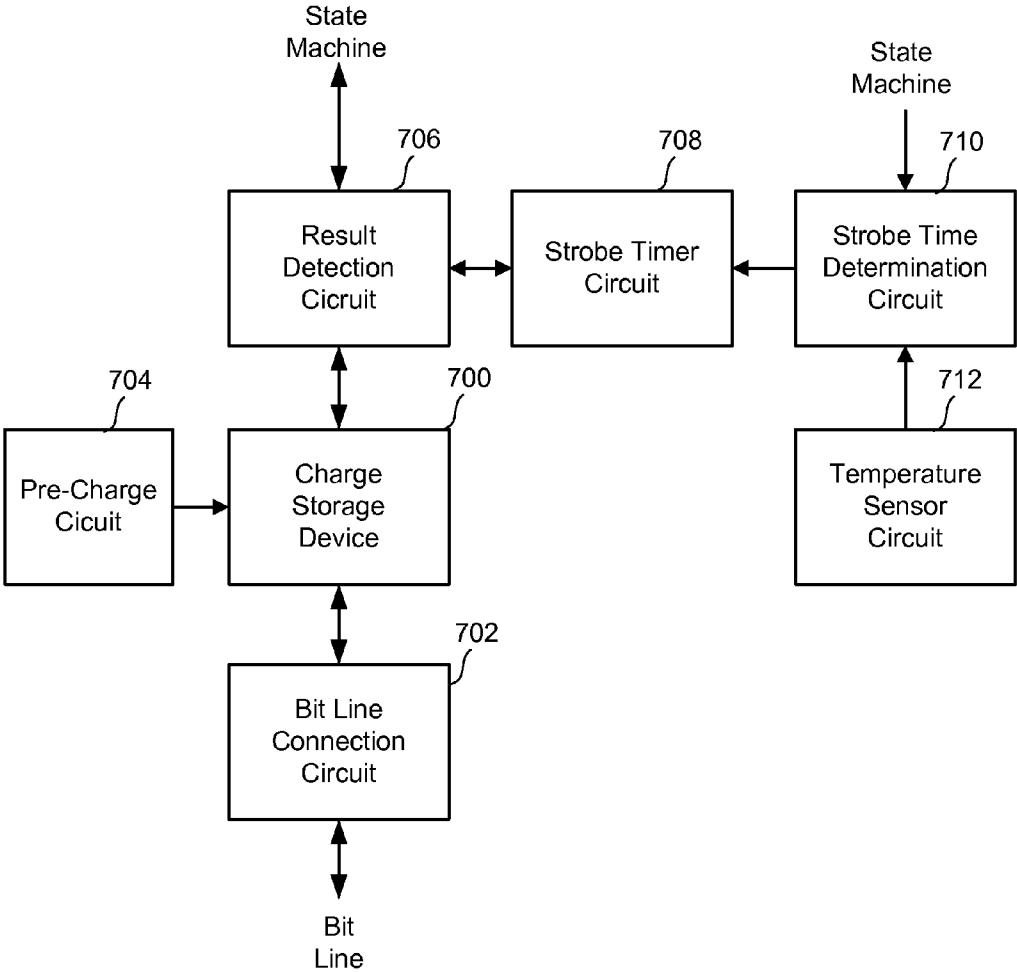 State
Machine
State
Machine
706
708
710
Result
Detection
Cicruit
Strobe Timer
Circuit
Strobe Time
Determination
Circuit
704
700
712
Pre-Charge
Cicuit
Charge
Storage
Device
Temperature
Sensor
Circuit
702
Bit Line
Connection
Circuit
Bit
Line